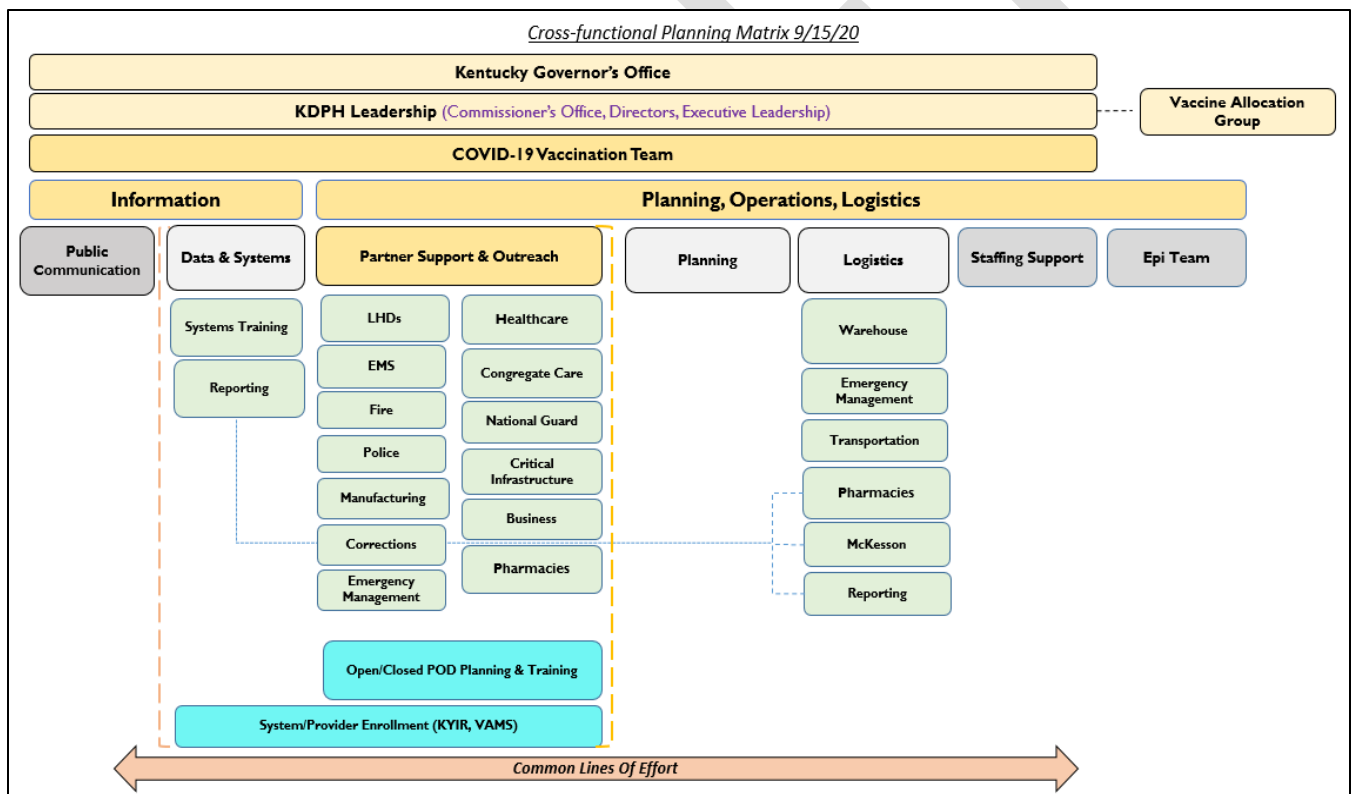 Cross-functional Planning Matrix 9/15/20
Kentucky Governor's Office
KDPH Leadership (Commissioner's Office, Directors, Executive Leadership)
Vaccine Allocation
Group
COVID-19 Vaccination Team
Information
Planning, Operations, Logistics
Public
Communication
Data & Systems
Partner Support & Outreach
Planning
Logistics
Staffing Support
Epi Team
Systems Training
Reporting
LHDs
EMS
Fire
Police
Manufacturing
Corrections
Emergency
Management
Healthcare
Congregate Care
National Guard
Critical
Infrastructure
Business
Pharmacies
Warehouse
Emergency
Management
Transportation
Pharmacies
McKesson
Reporting
Open/Closed POD Planning & Training
System/Provider Enrollment (KYIR, VAMS)
Common Lines Of Effort